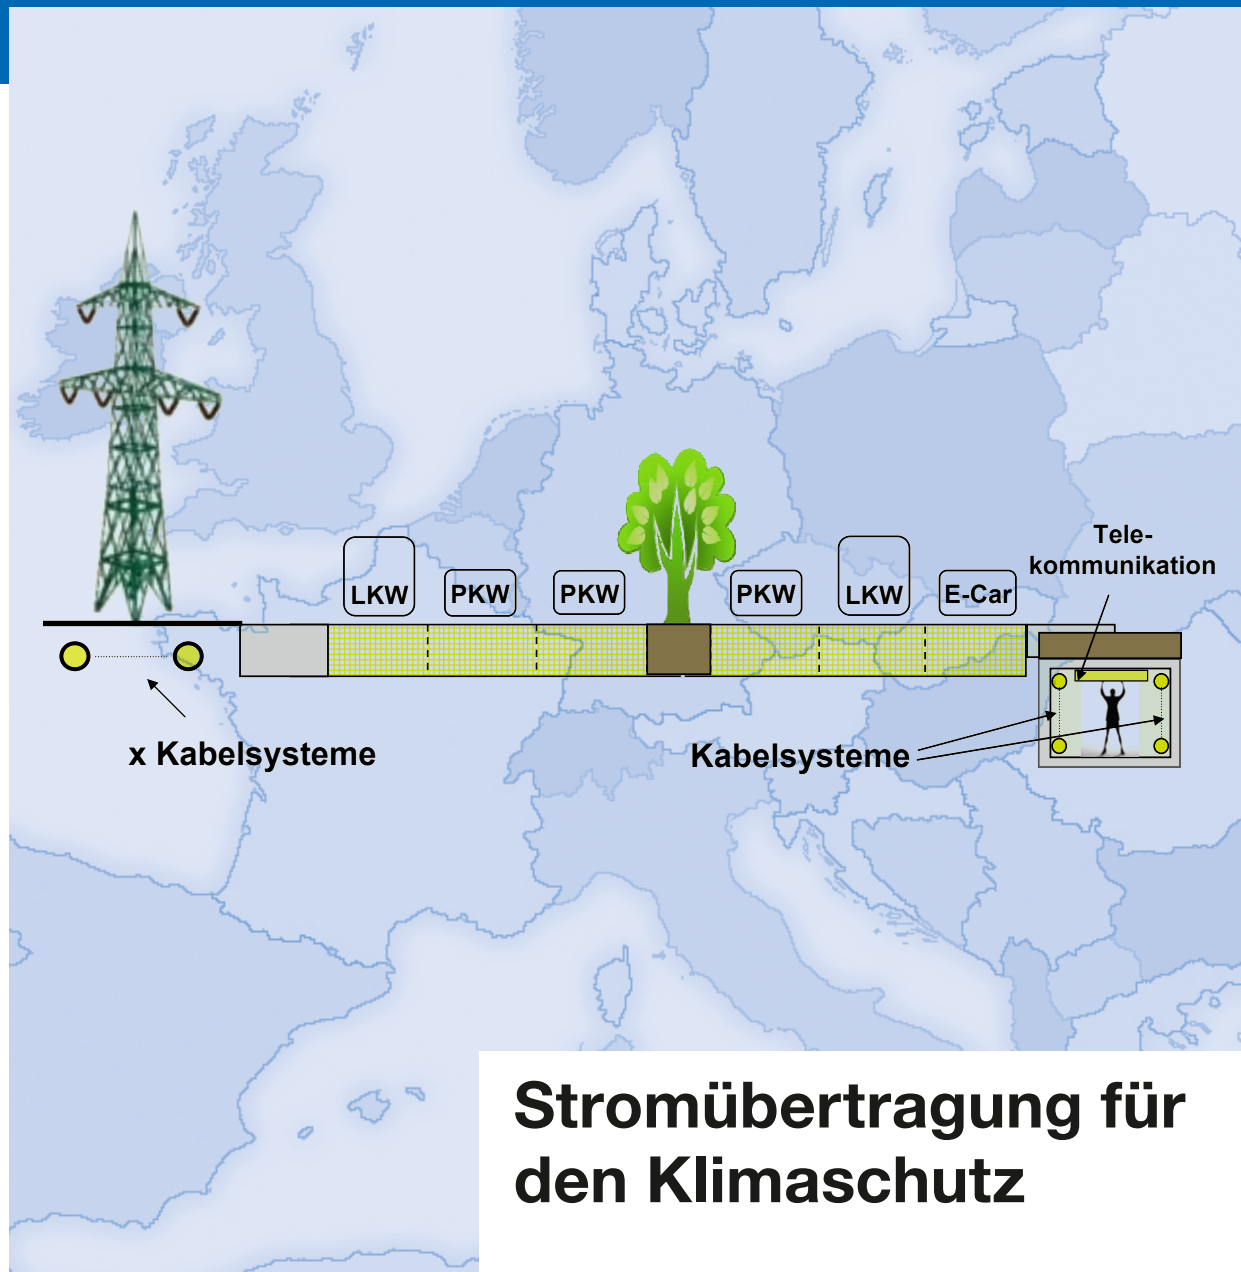 Tele-
kommunikation
LKW
PKW
PKW
PKW
LKW
E-Car
x Kabelsysteme
Kabelsysteme
Stromübertragung für
den Klimaschutz